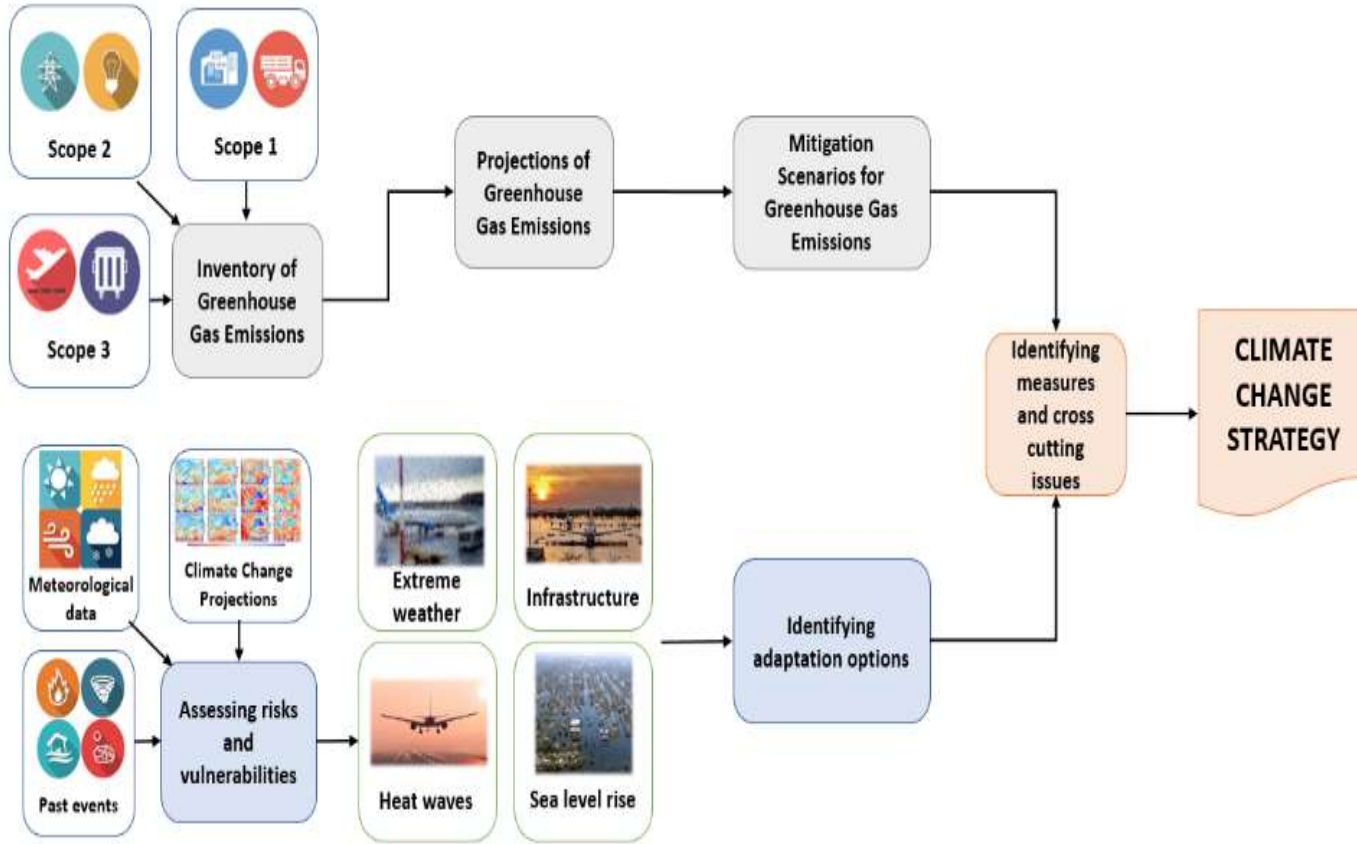 Scope 2
Scope 1
Scope 3
Inventory of
Greenhouse
Gas Emissions
Projections of
Greenhouse
Gas Emissions
Mitigation
Scenarios for
Greenhouse Gas
Emissions
Identifying
measures
and cross
cutting
issues
CLIMATE
CHANGE
STRATEGY
Meteorological
data
Climate Change
Projections
Past events
Assessing risks
and
vulnerabilities
Extreme
weather
Infrastructure
Heat waves
Sea level rise
Identifying
adaptation options